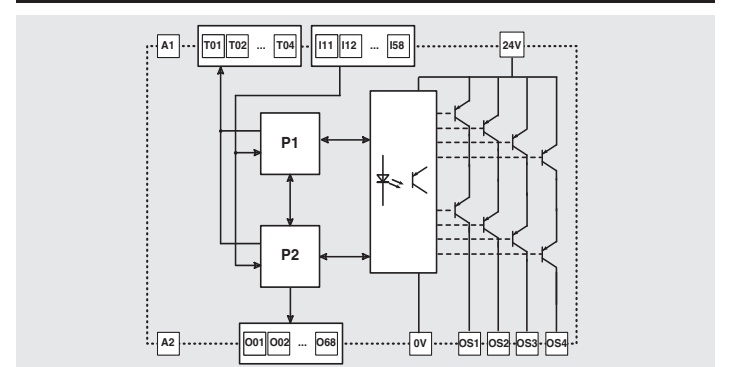 A1 T01 T02 ... T04 I11 I12 ... I58 24V
P1
P2
A2 O01 O02 ... O68 0V OS1 OS2 OS3 OS4